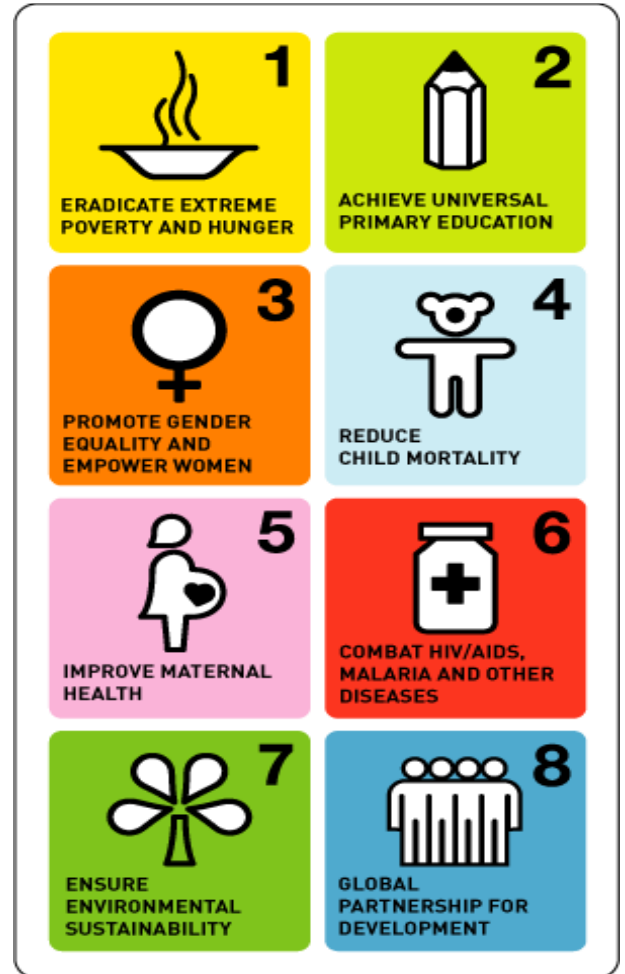 1
ERADICATE EXTREME
POVERTY AND HUNGER
2
ACHIEVE UNIVERSAL
PRIMARY EDUCATION
3
PROMOTE GENDER
EQUALITY AND
EMPOWER WOMEN
4
REDUCE
CHILD MORTALITY
5
IMPROVE MATERNAL
HEALTH
6
COMBAT HIV/AIDS,
MALARIA AND OTHER
DISEASES
7
ENSURE
ENVIRONMENTAL
SUSTAINABILITY
8
GLOBAL
PARTNERSHIP FOR
DEVELOPMENT